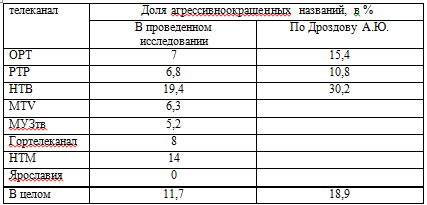 телеканал Доля агрессивноокрашенных названий, в %
В проведенном исследовании По Дроздову А.Ю.
ОРТ 7 15,4
РТР 6,8 10,8
НТВ 19,4 30,2
MTV 6,3
МУЗтв 5,2
Гортелеканал 8
НТМ 14
Ярославия 0
В целом 11,7 18,9